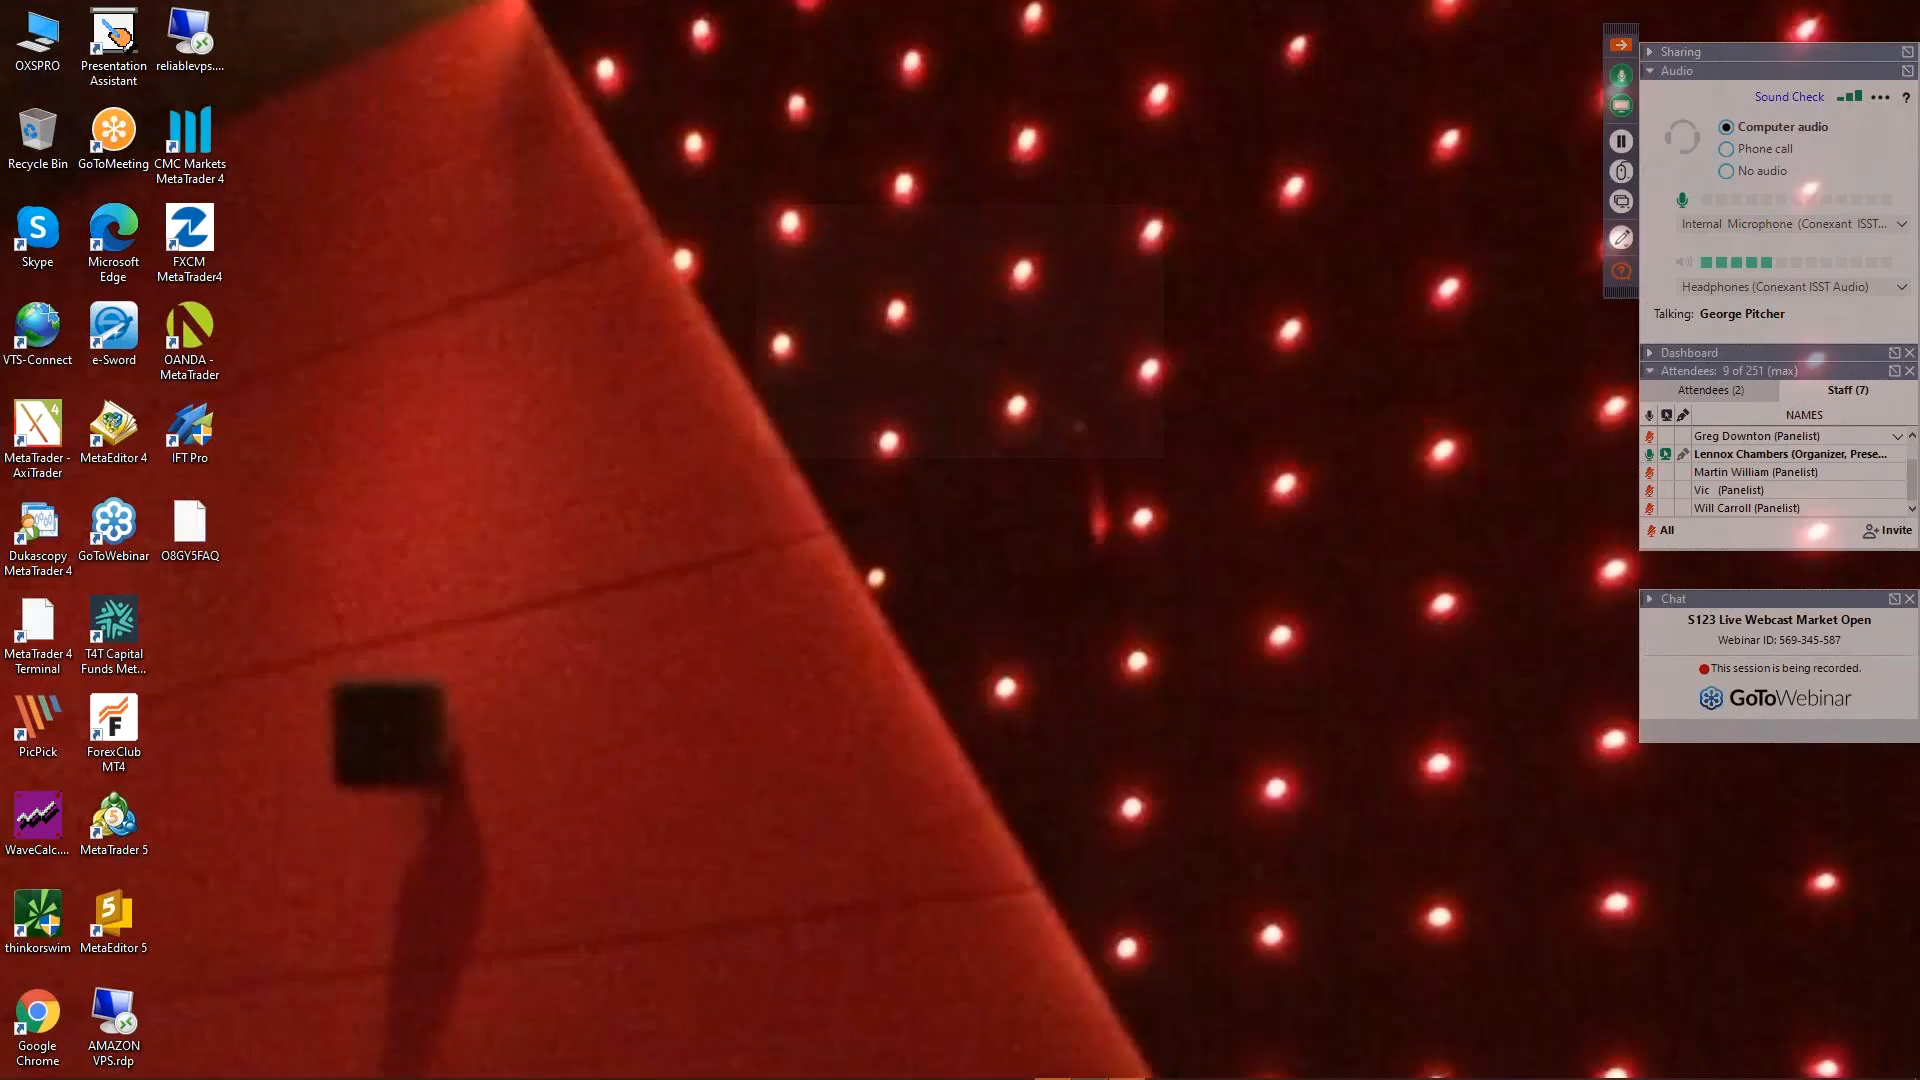 OXSPRO
Presentation
Assistant
reliablevps....
Recycle Bin
GoToMeeting
CMC Markets
MetaTrader 4
Skype
Microsoft
Edge
FXCM
MetaTrader4
VTS-Connect
e-Sword
OANDA -
MetaTrader
MetaTrader -
AxiTrader
MetaEditor 4
IFT Pro
Dukascopy
MetaTrader 4
GoToWebinar
O8GY5FAQ
MetaTrader 4
Terminal
T4T Capital
Funds Met...
PicPick
ForexClub
MT4
WaveCalc....
MetaTrader 5
thinkorswim
MetaEditor 5
Google
Chrome
AMAZON
VPS.rdp
Sharing
Audio
Sound Check
?
Computer audio
Phone call
No audio
Internal Microphone (Conexant ISST...
Headphones (Conexant ISST Audio)
Talking: George Pitcher
Dashboard
Attendees: 9 of 251 (max)
Attendees (2)
Staff (7)
NAMES
Greg Downton (Panelist)
Lennox Chambers (Organizer, Prese...
Martin William (Panelist)
Vic (Panelist)
Will Carroll (Panelist)
All
Invite
Chat
S123 Live Webcast Market Open
Webinar ID: 569-345-587
This session is being recorded.
GoToWebinar